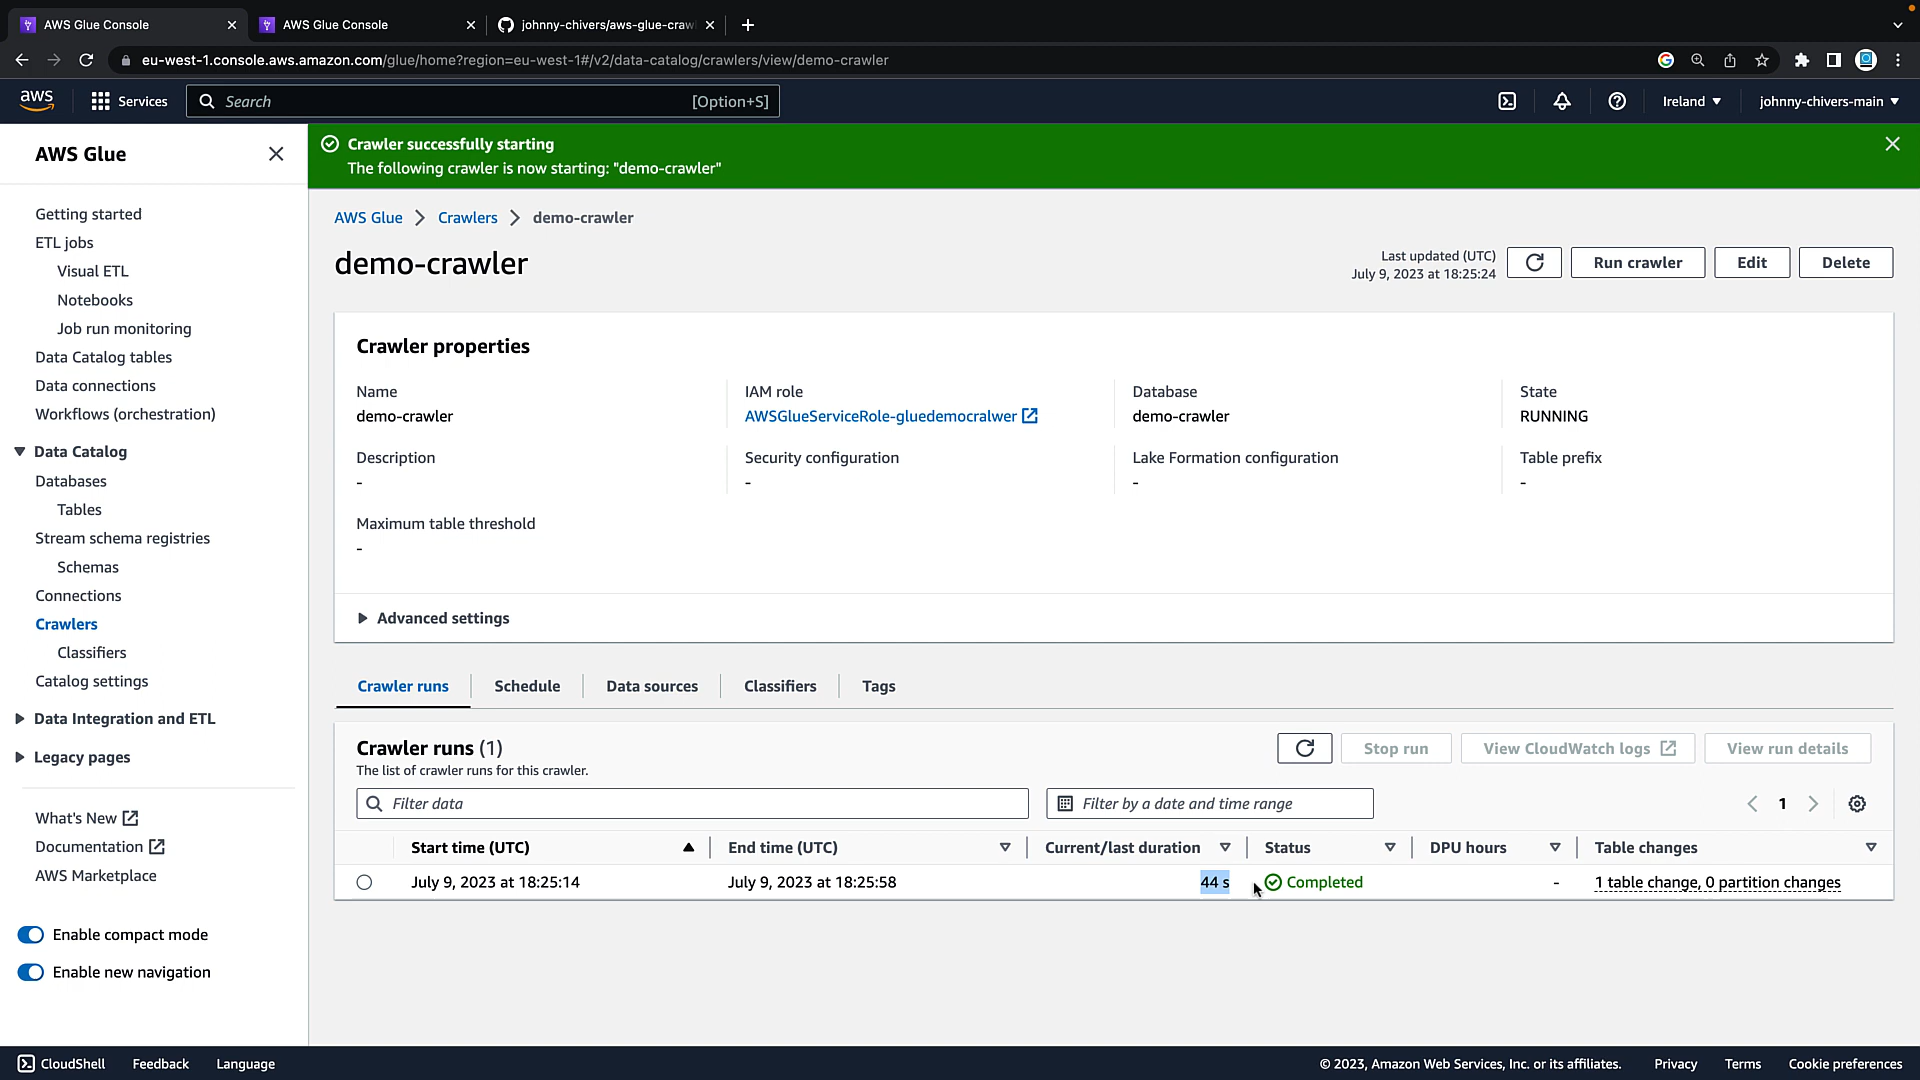 AWS Glue Console
AWS Glue Console
johnny-chivers/aws-glue-craw
eu-west-1.console.aws.amazon.com/glue/home?region=eu-west-1#/v2/data-catalog/crawlers/view/demo-crawler
aws
Services
Search
[Option+S]
Ireland
johnny-chivers-main
AWS Glue
Getting started
ETL jobs
Visual ETL
Notebooks
Job run monitoring
Data Catalog tables
Data connections
Workflows (orchestration)
Data Catalog
Databases
Tables
Stream schema registries
Schemas
Connections
Crawlers
Classifiers
Catalog settings
Data Integration and ETL
Legacy pages
What's New
Documentation
AWS Marketplace
Enable compact mode
Enable new navigation
Crawler successfully starting
The following crawler is now starting: "demo-crawler"
AWS Glue
Crawlers
demo-crawler
demo-crawler
Last updated (UTC)
July 9, 2023 at 18:25:24
Run crawler
Edit
Delete
Crawler properties
Name
demo-crawler
IAM role
AWSGlueServiceRole-gluedemocralwer
Database
demo-crawler
State
RUNNING
Description
-
Security configuration
-
Lake Formation configuration
-
Table prefix
-
Maximum table threshold
-
Advanced settings
Crawler runs
Schedule
Data sources
Classifiers
Tags
Crawler runs (1)
The list of crawler runs for this crawler.
Stop run
View CloudWatch logs
View run details
Filter data
Filter by a date and time range
1
Start time (UTC)
End time (UTC)
Current/last duration
Status
DPU hours
Table changes
July 9, 2023 at 18:25:14
July 9, 2023 at 18:25:58
44 s
Completed
-
1 table change, 0 partition changes
CloudShell
Feedback
Language
© 2023, Amazon Web Services, Inc. or its affiliates.
Privacy
Terms
Cookie preferences